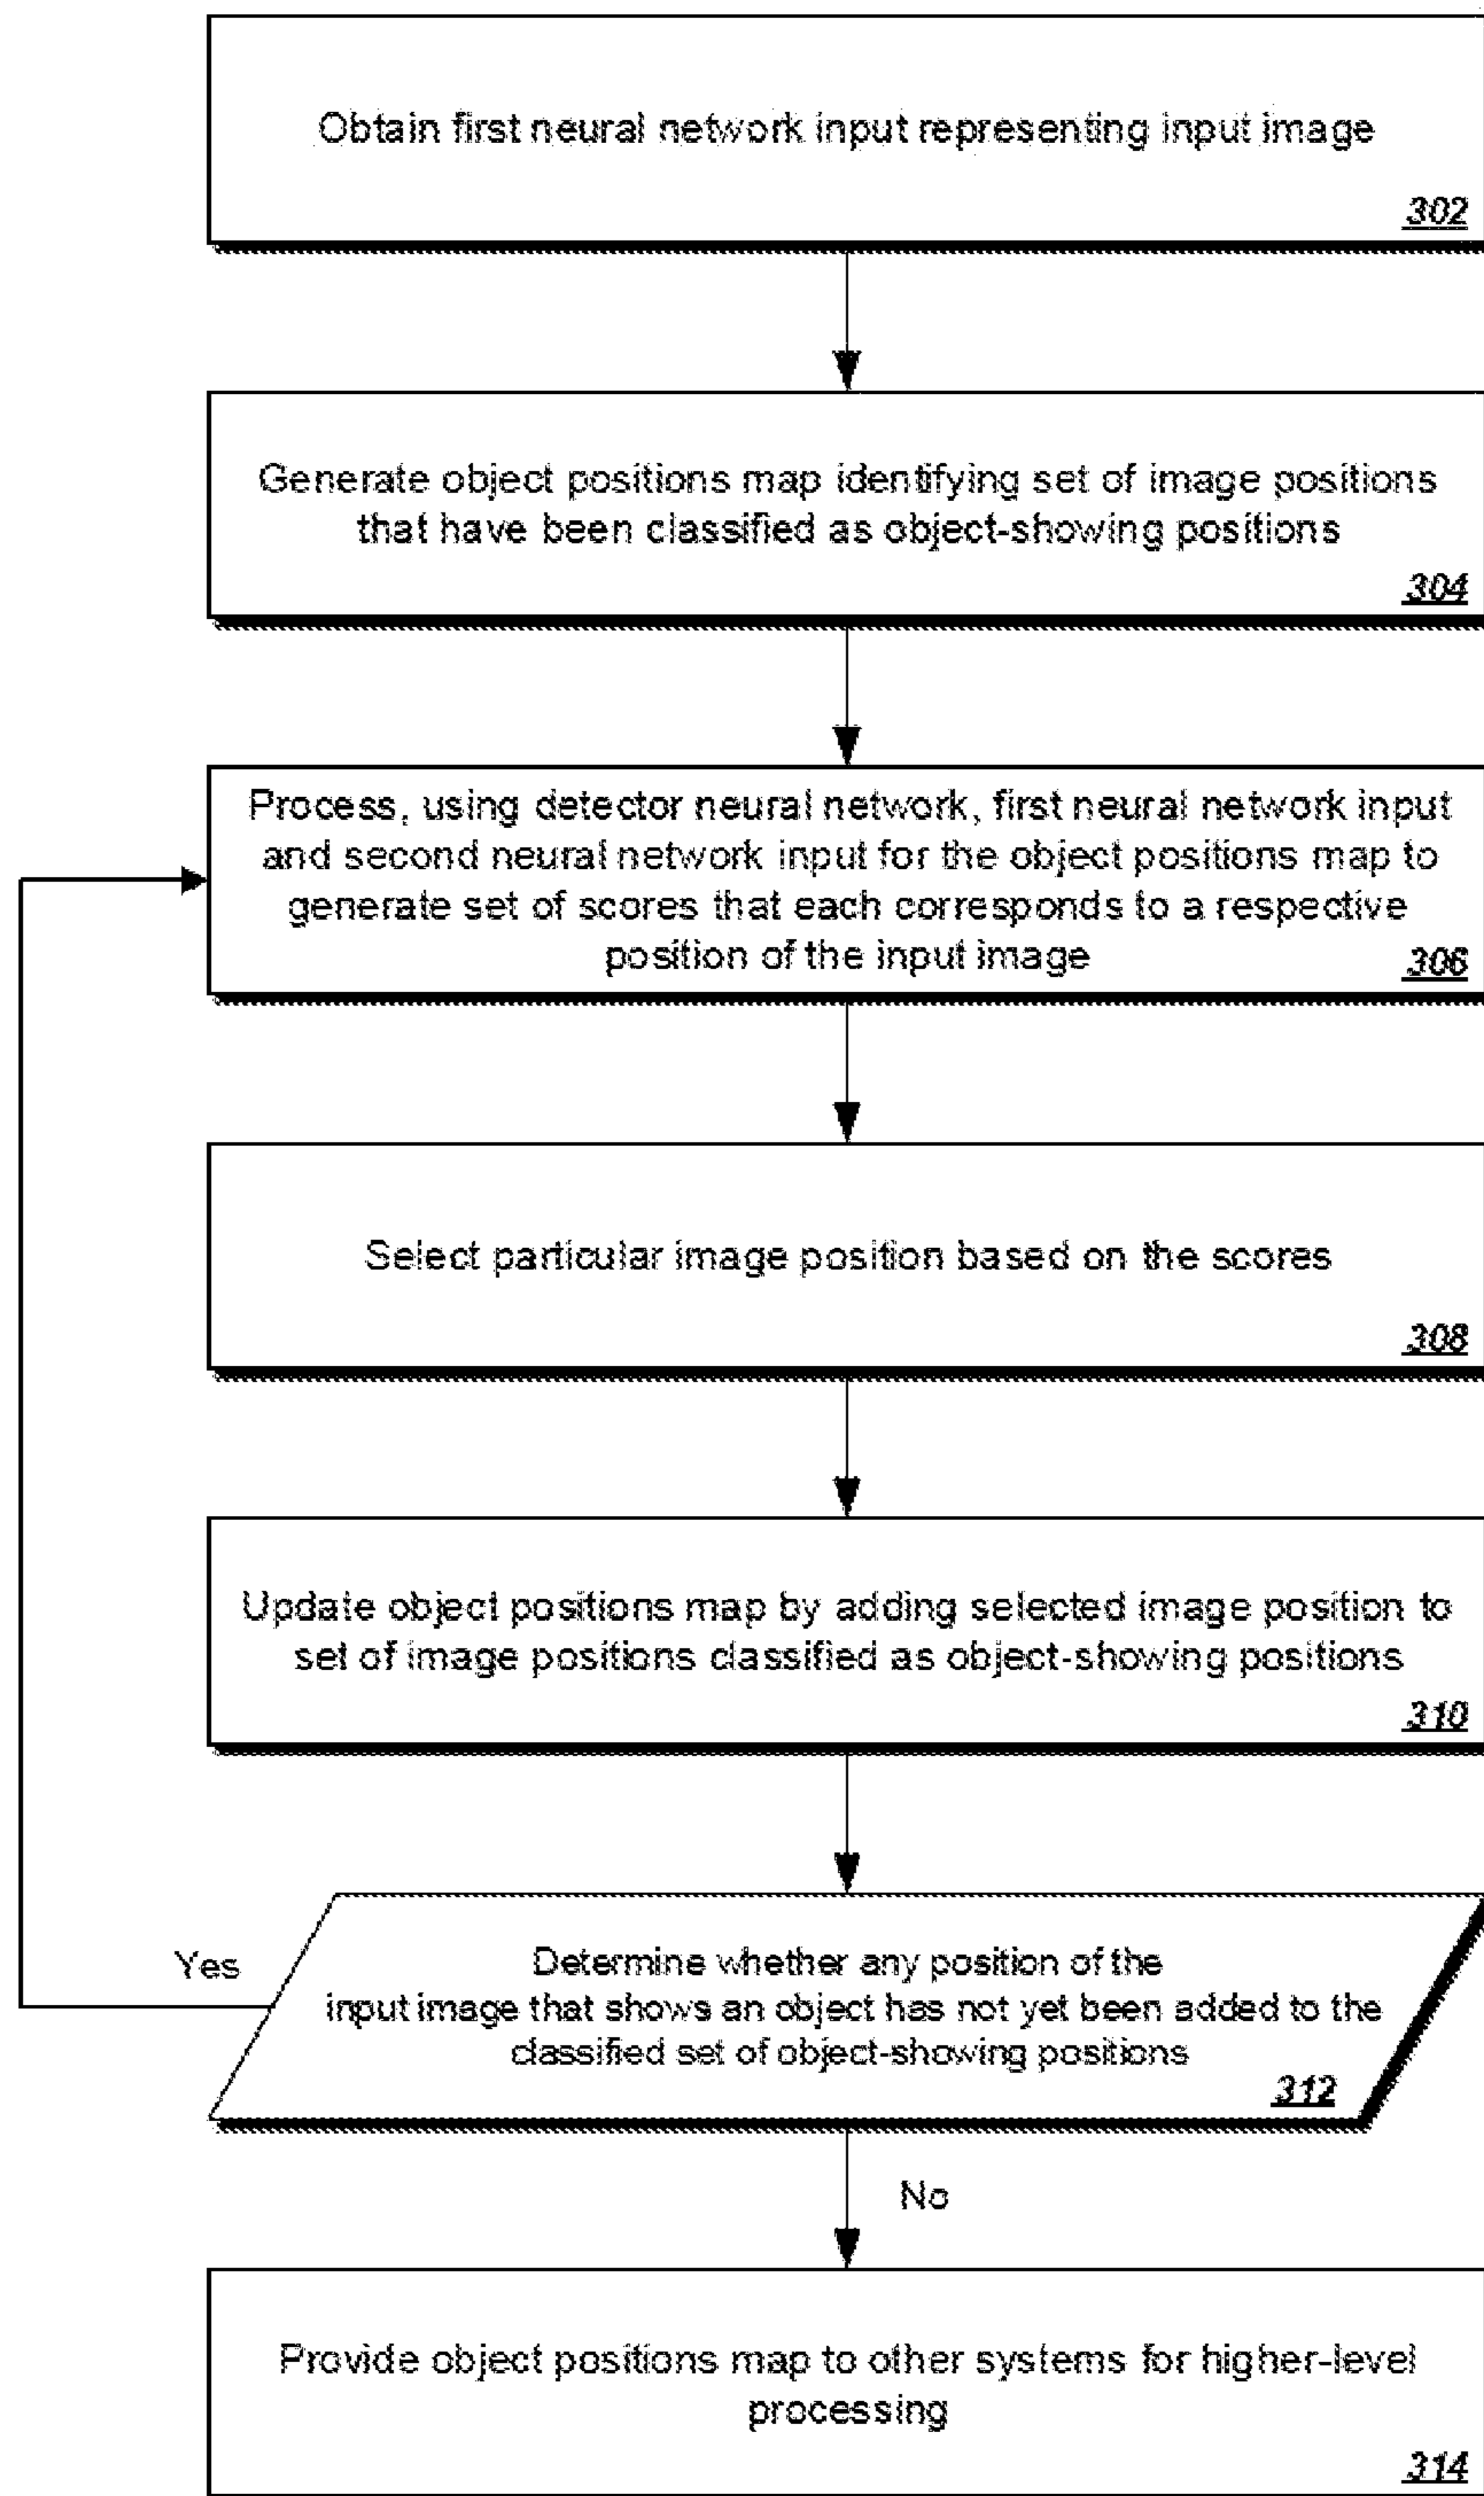 Obtain first neural network input representing input image
302
Generate object positions map identifying set of image positions
that have been classified as object-showing positions
304
Process, using detector neural network, first neural network input
and second neural network input for the object positions map to
generate set of scores that each corresponds to a respective
position of the input image
306
Select particular image position based on the scores
308
Update object positions map by adding selected image position to
set of image positions classified as object-showing positions
310
Yes
Determine whether any position of the
input image that shows an object has not yet been added to the
classified set of object-showing positions
312
No
Provide object positions map to other systems for higher-level
processing
314